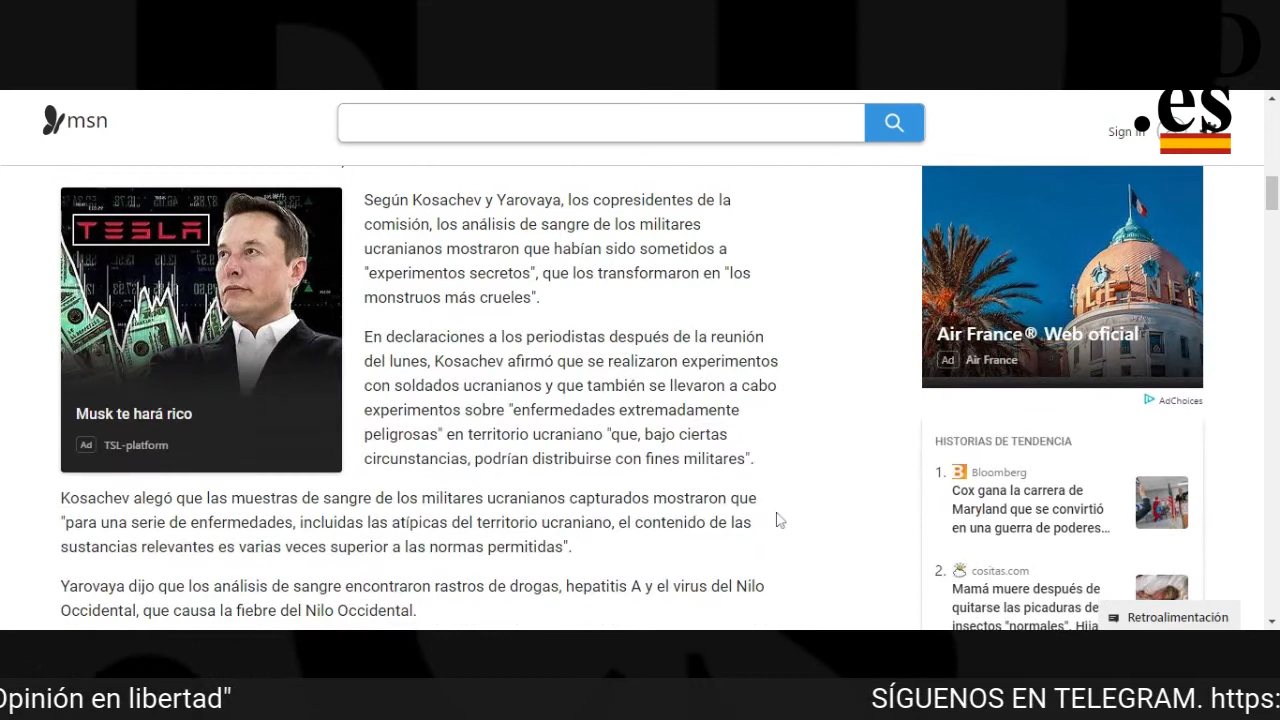 msn
Sign in
.es
TESLA
Musk te hará rico
Ad TSL-platform
Según Kosachev y Yarovaya, los copresidentes de la
comisión, los análisis de sangre de los militares
ucranianos mostraron que habían sido sometidos a
"experimentos secretos", que los transformaron en "los
monstruos más crueles".
En declaraciones a los periodistas después de la reunión
del lunes, Kosachev afirmó que se realizaron experimentos
con soldados ucranianos y que también se llevaron a cabo
experimentos sobre "enfermedades extremadamente
peligrosas" en territorio ucraniano "que, bajo ciertas
circunstancias, podrían distribuirse con fines militares".
Kosachev alegó que las muestras de sangre de los militares ucranianos capturados mostraron que
"para una serie de enfermedades, incluidas las atípicas del territorio ucraniano, el contenido de las
sustancias relevantes es varias veces superior a las normas permitidas".
Yarovaya dijo que los análisis de sangre encontraron rastros de drogas, hepatitis A y el virus del Nilo
Occidental, que causa la fiebre del Nilo Occidental.
Air France® Web oficial
Ad Air France
AdChoices
HISTORIAS DE TENDENCIA
1. B Bloomberg
Cox gana la carrera de
Maryland que se convirtió
en una guerra de poderes...
2. cositas.com
Mamá muere después de
quitarse las picaduras de
insectos "normales". Hija
Retroalimentación
Opinión en libertad"
SÍGUENOS EN TELEGRAM. https: